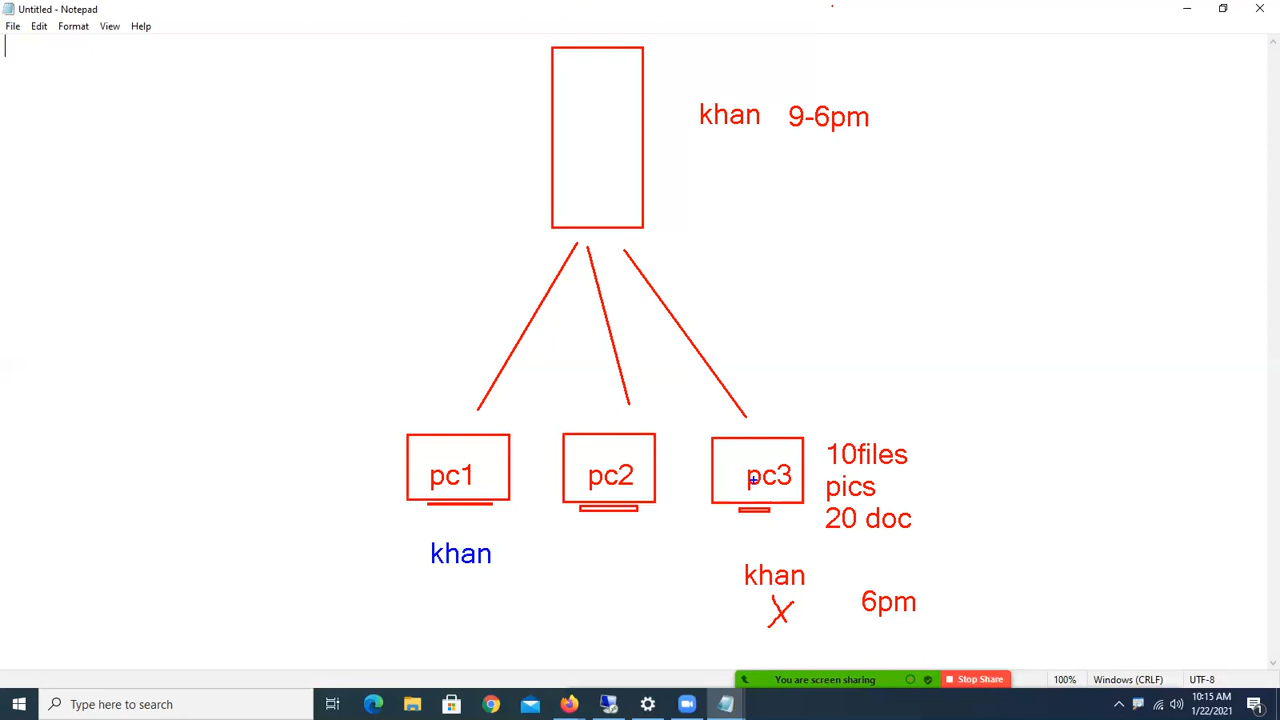 Untitled - Notepad
File Edit Format View Help
khan 9-6pm
pc1 pc2 pc3
10files
pics
20 doc
khan
khan
X
6pm
You are screen sharing
Stop Share
100%
Windows (CRLF)
UTF-8
Type here to search
10:15 AM
1/22/2021
1